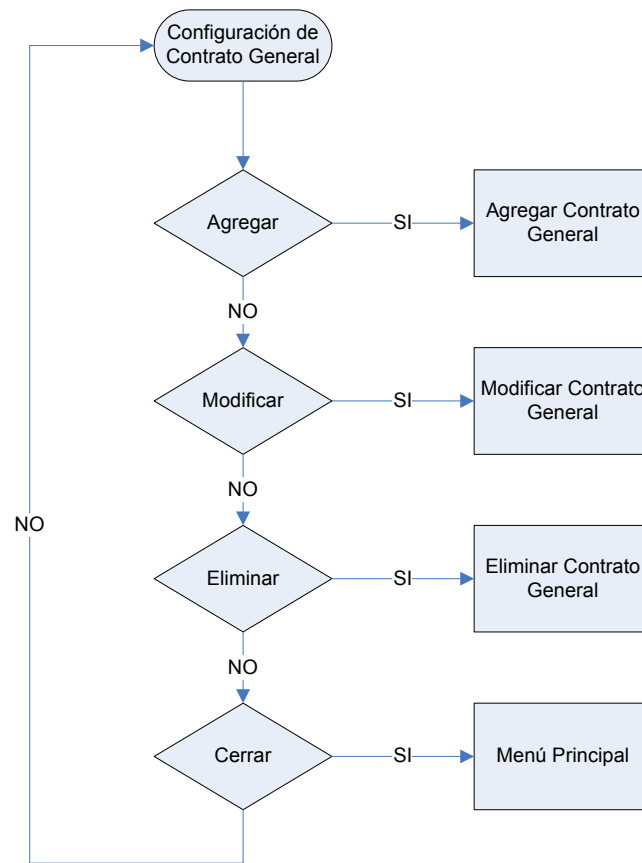 Configuración de
Contrato General
Agregar
SI
Agregar Contrato
General
NO
Modificar
SI
Modificar Contrato
General
NO
NO
Eliminar
SI
Eliminar Contrato
General
NO
Cerrar
SI
Menú Principal